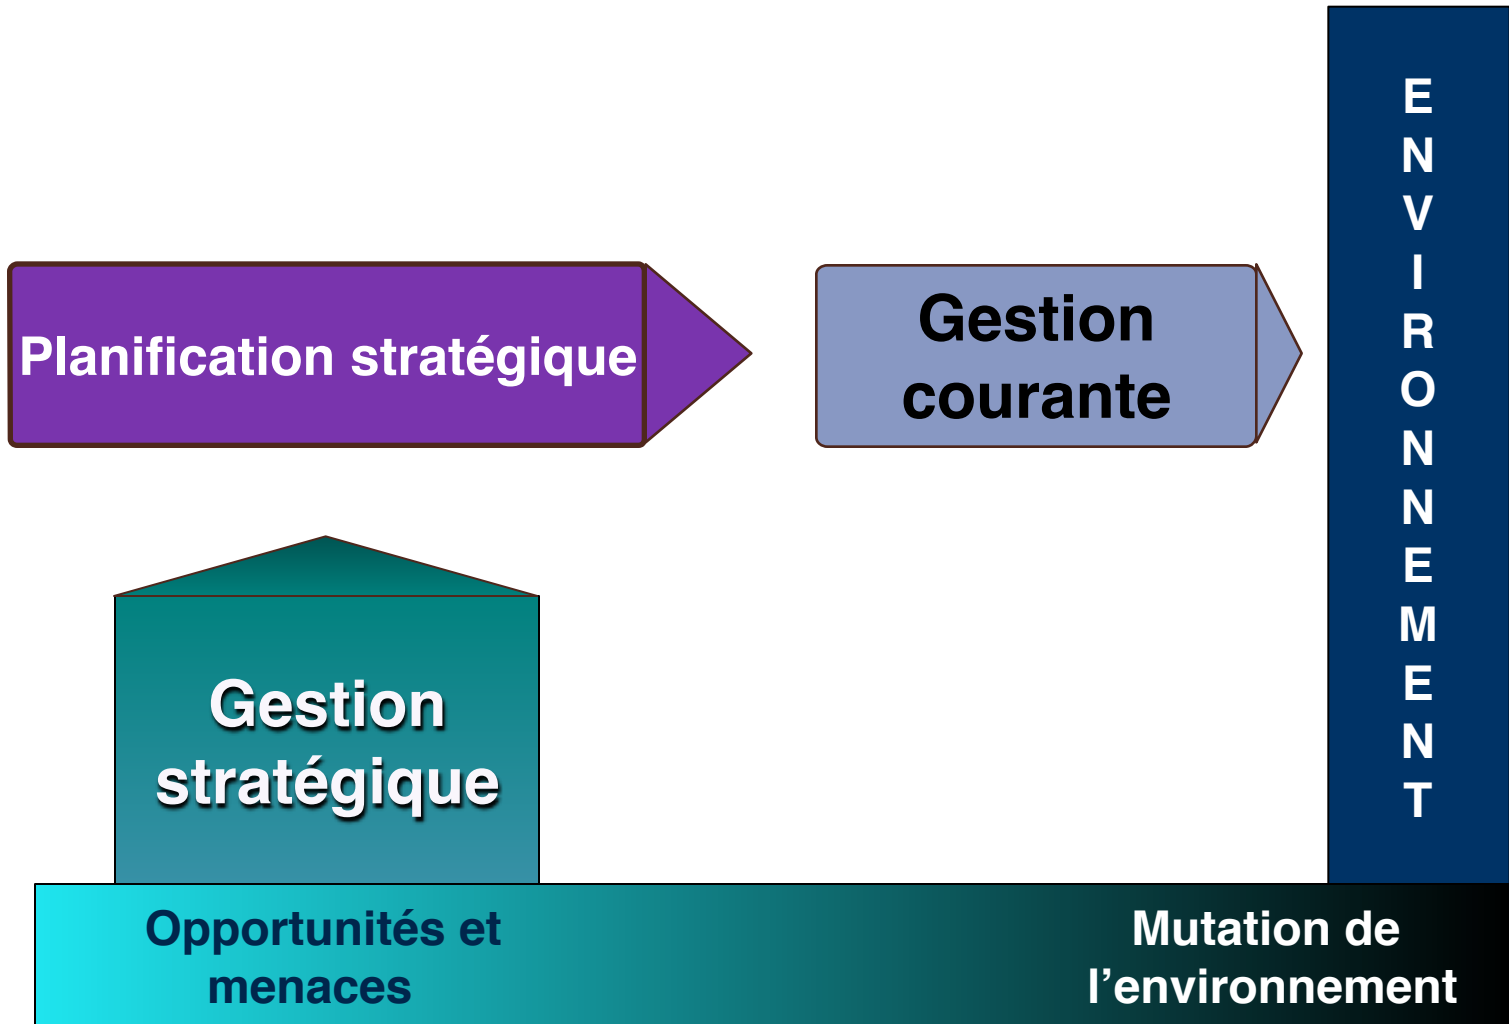 Planification stratégique
Gestion
courante
E
N
V
I
R
O
N
N
E
M
E
N
T
Gestion
stratégique
Opportunités et
menaces
Mutation de
l’environnement